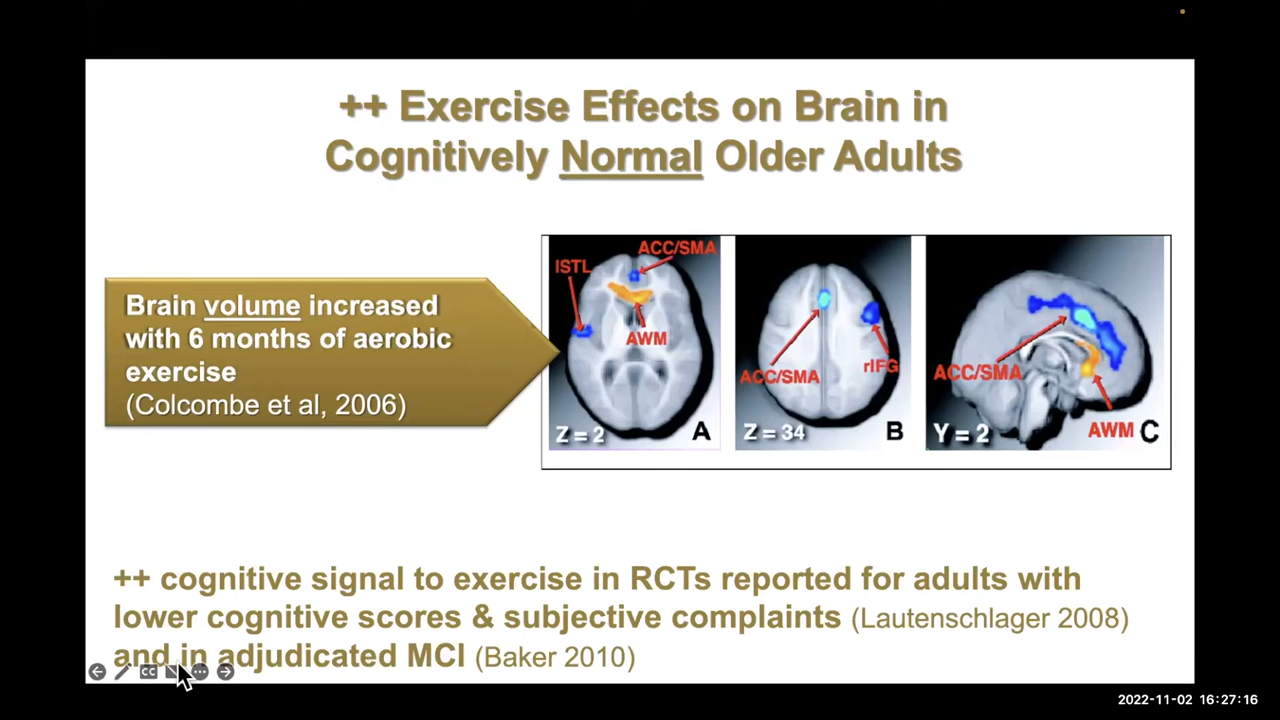 ++ Exercise Effects on Brain in
Cognitively Normal Older Adults
Brain volume increased
with 6 months of aerobic
exercise
(Colcombe et al, 2006)
ACC/SMA
lSTL
AWM
Z = 2
A
ACC/SMA
rIFG
Z = 34
B
ACC/SMA
AWM
Y = 2
C
++ cognitive signal to exercise in RCTs reported for adults with
lower cognitive scores & subjective complaints (Lautenschlager 2008)
and in adjudicated MCI (Baker 2010)
CC
2022-11-02 16:27:16